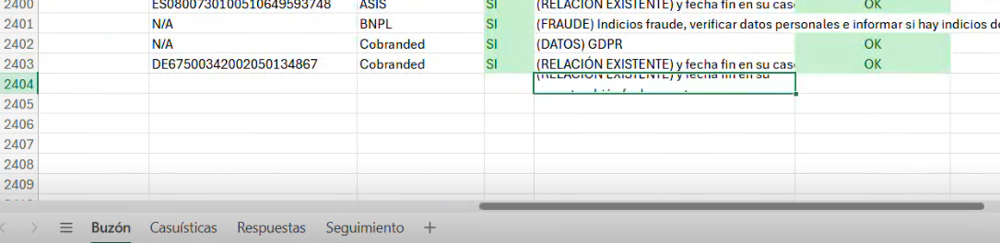 2400 ES0800730100510649593748 ASIS SI (RELACIÓN EXISTENTE) y fecha fin en su cas OK
2401 N/A BNPL SI (FRAUDE) Indicios fraude, verificar datos personales e informar si hay indicios de
2402 N/A Cobranded SI (DATOS) GDPR OK
2403 DE67500342002050134867 Cobranded SI (RELACIÓN EXISTENTE) y fecha fin en su cas OK
2404 (RELACIÓN EXISTENTE) y fecha fin en su
2405
2406
2407
2408
2409
Buzón Casuísticas Respuestas Seguimiento +